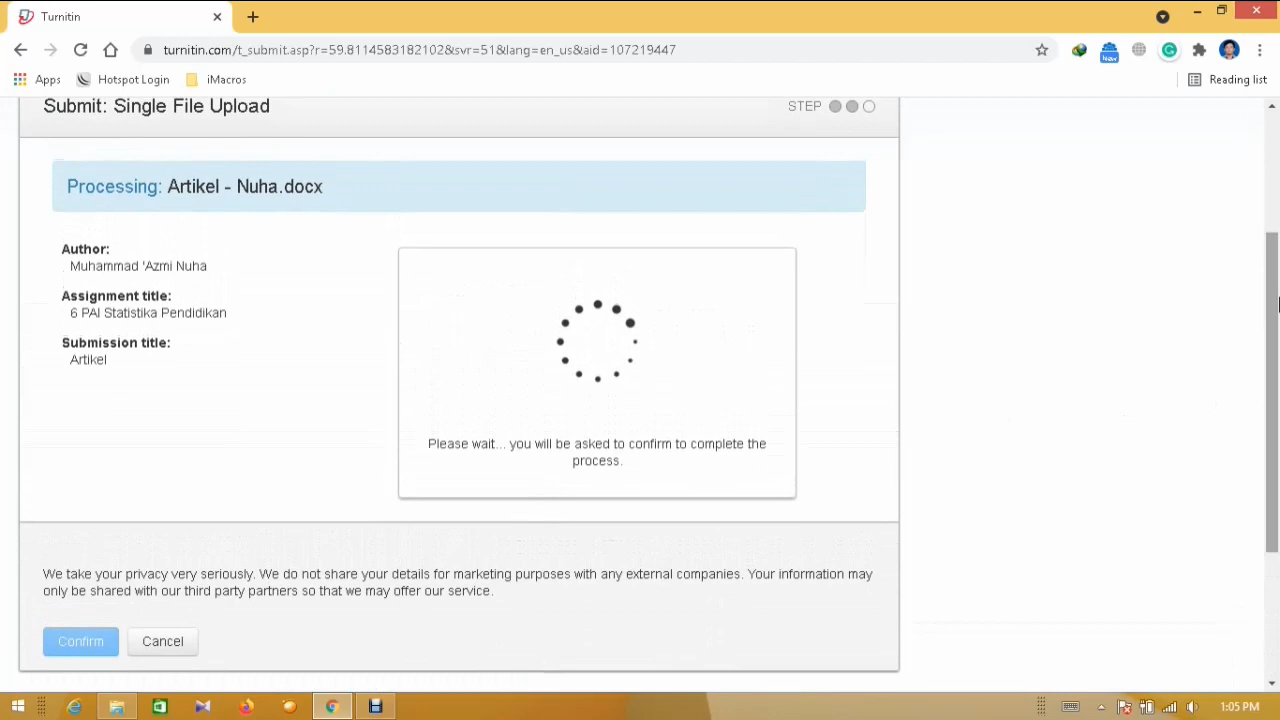 Turnitin
turnitin.com/t_submit.asp?r=59.8114583182102&svr=51&lang=en_us&aid=107219447
New
Apps
Hotspot Login
iMacros
Reading list
Submit: Single File Upload
STEP
Processing: Artikel - Nuha.docx
Author:
Muhammad 'Azmi Nuha
Assignment title:
6 PAI Statistika Pendidikan
Submission title:
Artikel
Please wait... you will be asked to confirm to complete the
process.
We take your privacy very seriously. We do not share your details for marketing purposes with any external companies. Your information may
only be shared with our third party partners so that we may offer our service.
Confirm
Cancel
1:05 PM